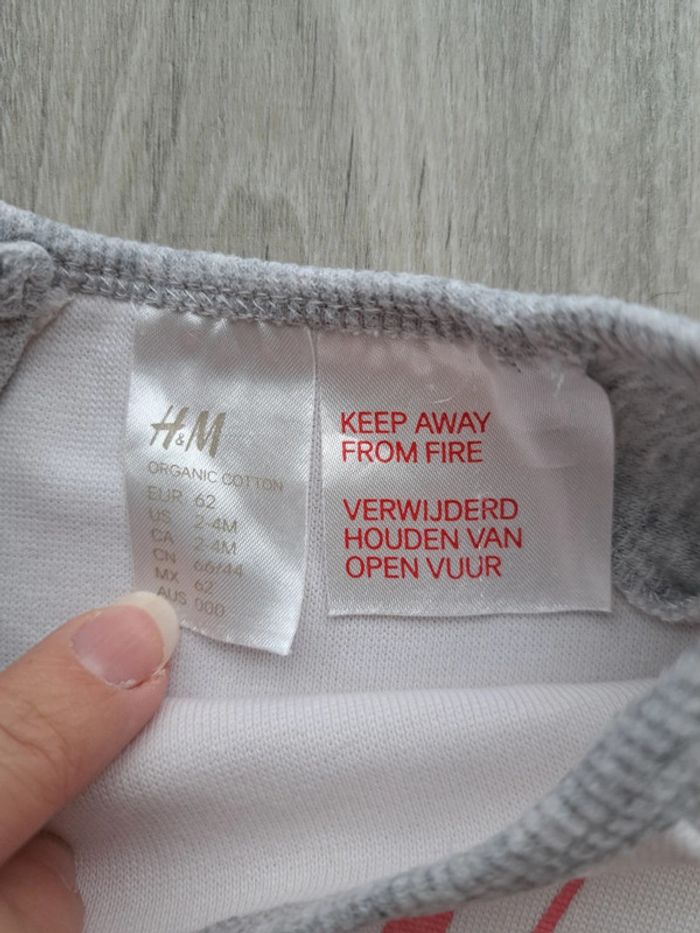 H&M
ORGANIC COTTON
EUR 62
US 2-4M
CA 2-4M
CN 66/44
MX 62
AUS 000
KEEP AWAY
FROM FIRE
VERWIJDERD
HOUDEN VAN
OPEN VUUR